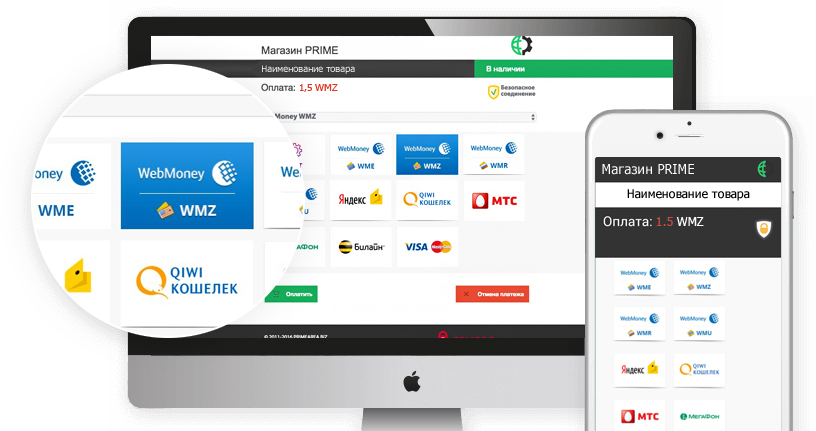 Магазин PRIME
Наименование товара
В наличии
Оплата: 1,5 WMZ
Безопасное
соединение
Money WMZ
WebMoney
WME
WebMoney
WMZ
WebMoney
WMR
We
U
Яндекс
QIWI
КОШЕЛЕК
МТС
МегаФон
Билайн
VISA
MasterCard
Оплатить
Отмена платежа
© 2011-2016 PRIMEAREA.BIZ
oney
WME
WebMoney
WMZ
QIWI
КОШЕЛЕК
Магазин PRIME
Наименование товара
Оплата: 1.5 WMZ
WebMoney
WME
WebMoney
WMZ
WebMoney
WMR
WebMoney
WMU
Яндекс
QIWI
КОШЕЛЕК
МТС
МегаФон